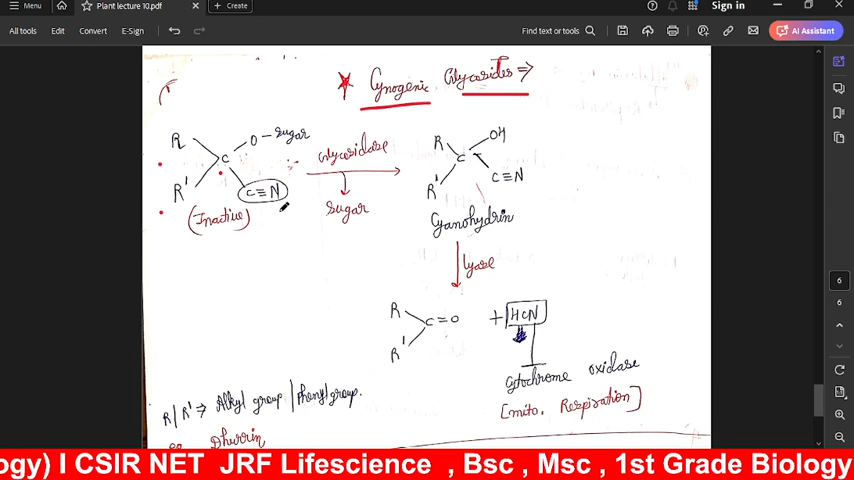 Menu
Plant lecture 10.pdf
Create
Sign in
All tools
Edit
Convert
E-Sign
Find text or tools
AI Assistant
Cynogenic Glycosides ⇒
R
C
O - Sugar
R'
C≡N
(Inactive)
Glycosidase
Sugar
R
OH
C
C≡N
R'
Cyanohydrin
lyase
R
C=O
R'
+ HCN
Cytochrome oxidase
[mito. Respiration]
R/R' ⇒ Alkyl group / Phenyl group.
Dhurrin
6
6
ogy) I CSIR NET JRF Lifescience , Bsc , Msc , 1st Grade Biology